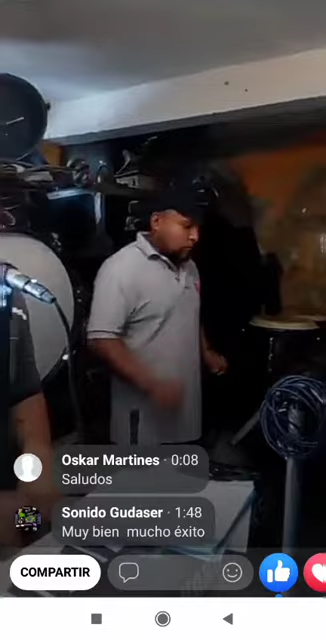 Oskar Martines · 0:08
Saludos
Sonido Gudaser · 1:48
Muy bien mucho éxito
COMPARTIR